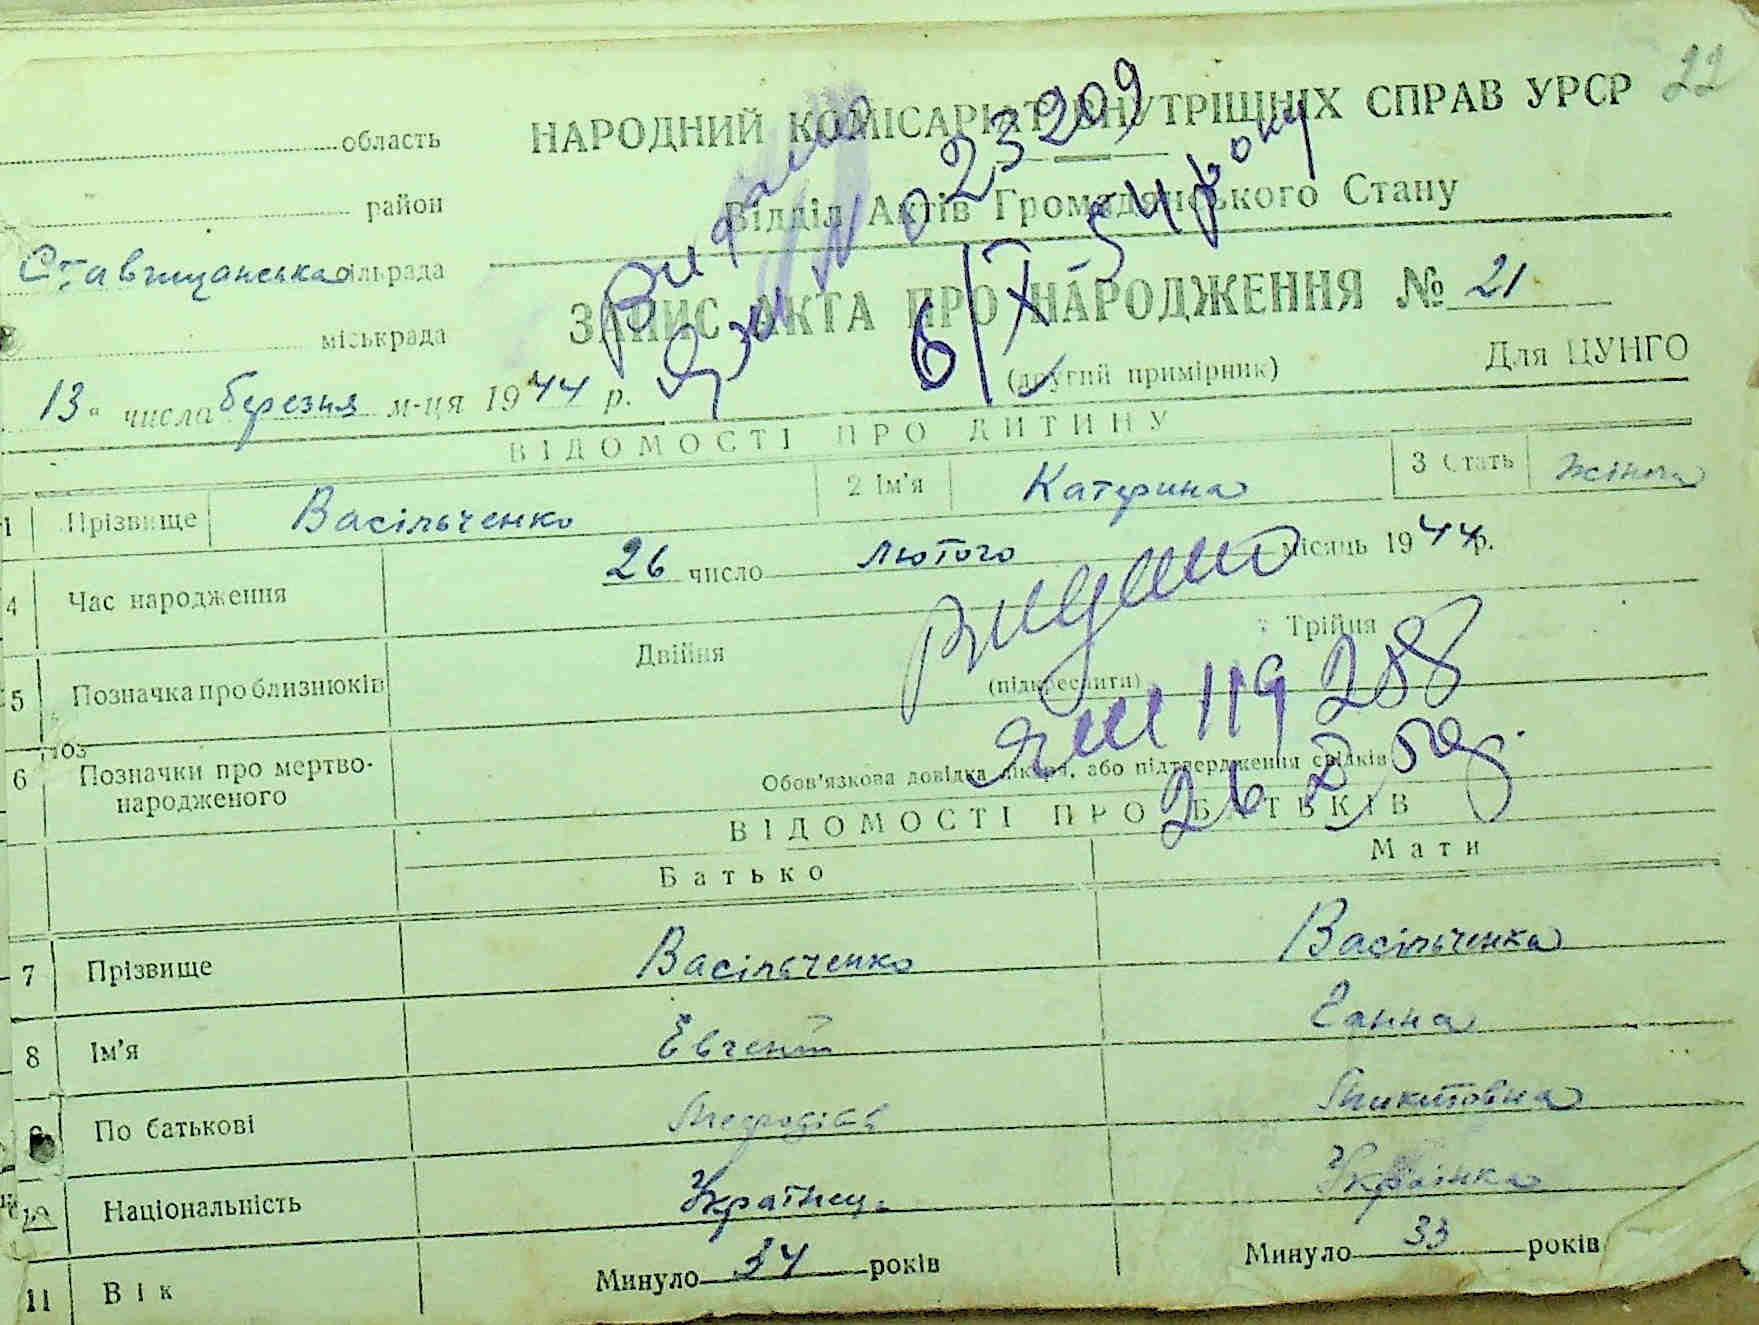 22
НАРОДНИЙ КОМІСАРІАТ ВНУТРІШНІХ СПРАВ УРСР
область
Відділ Актів Громадянського Стану
район
Ставищанська сільрада
ЗАПИС АКТА ПРО НАРОДЖЕННЯ № 21
міськрада
(другий примірник)
Для ЦУНГО
13 " числа березня м-ця 1944 р.
№ 023209
6/X-54 року
ВІДОМОСТІ ПРО ДИТИНУ
1 Прізвище Васільченко 2 Ім'я Катерина 3 Стать жіноча
4 Час народження 26 число лютого місяць 1944 р.
5 Позначка про близнюків Двійня Трійня
(підкреслити)
видано
119288
6 Позначки про мертво-
народженого
Обов'язкова довідка лікаря, або підтвердження свідків
ВІДОМОСТІ ПРО БАТЬКІВ
Батько Мати
7 Прізвище Васільченко Васільченка
8 Ім'я Евгеній Ганна
По батькові Микитовна
Національність Українец. Українка
11 Вік Минуло 34 років Минуло 33 років